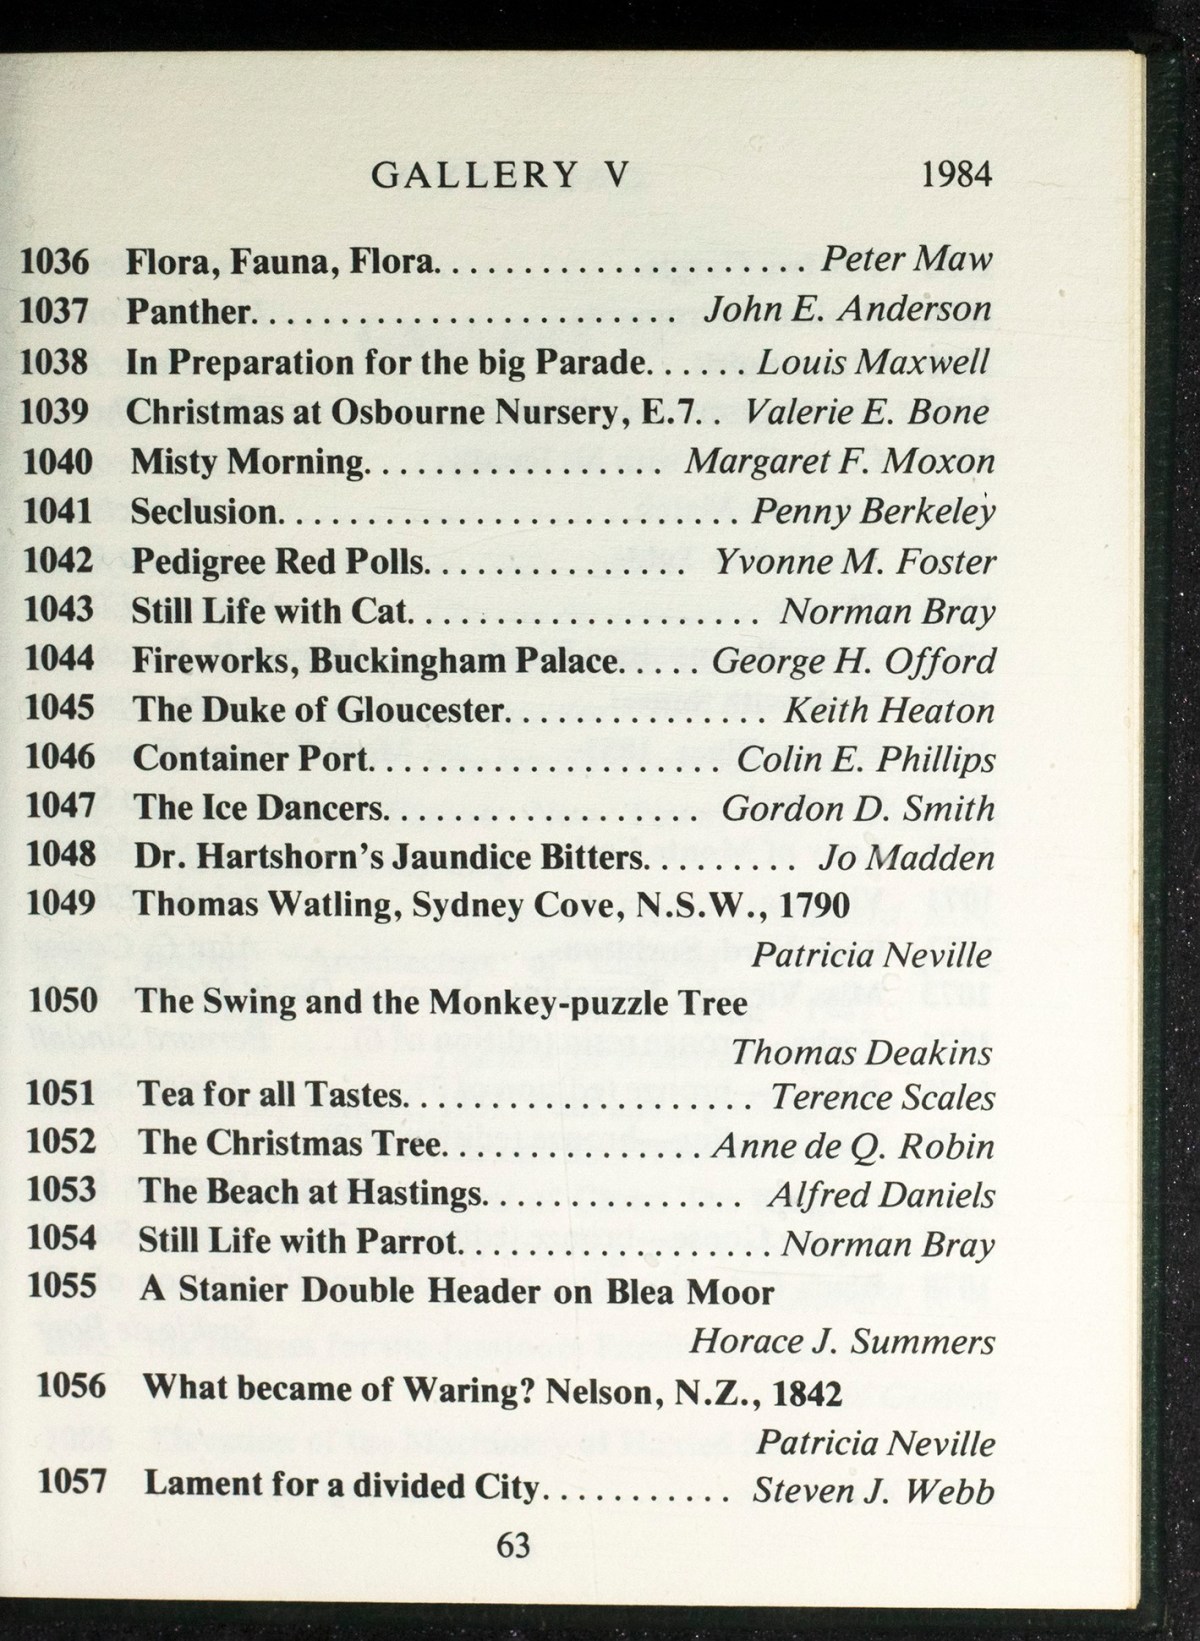 GALLERY V 1984
1036 Flora, Fauna, Flora..................... Peter Maw
1037 Panther........................ John E. Anderson
1038 In Preparation for the big Parade...... Louis Maxwell
1039 Christmas at Osbourne Nursery, E.7.. Valerie E. Bone
1040 Misty Morning................. Margaret F. Moxon
1041 Seclusion.......................... Penny Berkeley
1042 Pedigree Red Polls............... Yvonne M. Foster
1043 Still Life with Cat.................... Norman Bray
1044 Fireworks, Buckingham Palace..... George H. Offord
1045 The Duke of Gloucester............... Keith Heaton
1046 Container Port.................... Colin E. Phillips
1047 The Ice Dancers.................. Gordon D. Smith
1048 Dr. Hartshorn's Jaundice Bitters......... Jo Madden
1049 Thomas Watling, Sydney Cove, N.S.W., 1790
Patricia Neville
1050 The Swing and the Monkey-puzzle Tree
Thomas Deakins
1051 Tea for all Tastes.................... Terence Scales
1052 The Christmas Tree............... Anne de Q. Robin
1053 The Beach at Hastings............... Alfred Daniels
1054 Still Life with Parrot.................. Norman Bray
1055 A Stanier Double Header on Blea Moor
Horace J. Summers
1056 What became of Waring? Nelson, N.Z., 1842
Patricia Neville
1057 Lament for a divided City........... Steven J. Webb
63